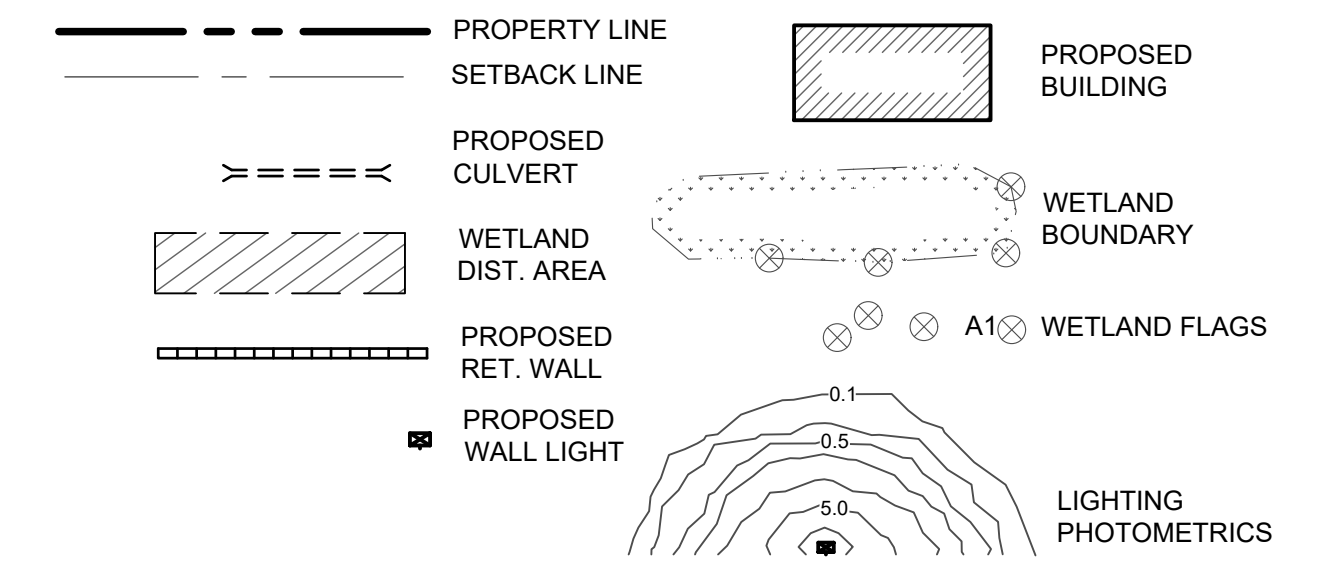 PROPERTY LINE
SETBACK LINE
PROPOSED
CULVERT
WETLAND
DIST. AREA
PROPOSED
RET. WALL
PROPOSED
WALL LIGHT
PROPOSED
BUILDING
WETLAND
BOUNDARY
A1 WETLAND FLAGS
0.1
0.5
5.0
LIGHTING
PHOTOMETRICS